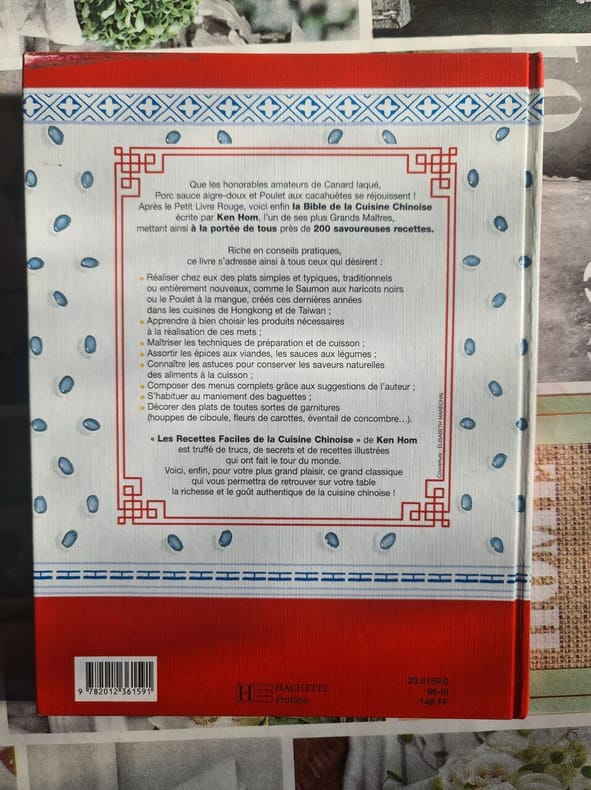 Que les honorables amateurs de Canard laqué,
Porc sauce aigre-doux et Poulet aux cacahuètes se réjouissent !
Après le Petit Livre Rouge, voici enfin la Bible de la Cuisine Chinoise
écrite par Ken Hom, l'un de ses plus Grands Maîtres,
mettant ainsi à la portée de tous près de 200 savoureuses recettes.
Riche en conseils pratiques,
ce livre s'adresse ainsi à tous ceux qui désirent :
Réaliser chez eux des plats simples et typiques, traditionnels
ou entièrement nouveaux, comme le Saumon aux haricots noirs
ou le Poulet à la mangue, créés ces dernières années
dans les cuisines de Hongkong et de Taiwan ;
Apprendre à bien choisir les produits nécessaires
à la réalisation de ces mets ;
Maîtriser les techniques de préparation et de cuisson ;
Assortir les épices aux viandes, les sauces aux légumes ;
Connaître les astuces pour conserver les saveurs naturelles
des aliments à la cuisson ;
Composer des menus complets grâce aux suggestions de l'auteur ;
S'habituer au maniement des baguettes ;
Décorer des plats de toutes sortes de garnitures
(houppes de ciboule, fleurs de carottes, éventail de concombre...).
« Les Recettes Faciles de la Cuisine Chinoise » de Ken Hom
est truffé de trucs, de secrets et de recettes illustrées
qui ont fait le tour du monde.
Voici, enfin, pour votre plus grand plaisir, ce grand classique
qui vous permettra de retrouver sur votre table
la richesse et le goût authentique de la cuisine chinoise !
Couverture : ELISABETH MARÉCHAL
9 782012 361591
H HACHETTE
Pratique
23.6159.0
96-III
149 FF
HOME